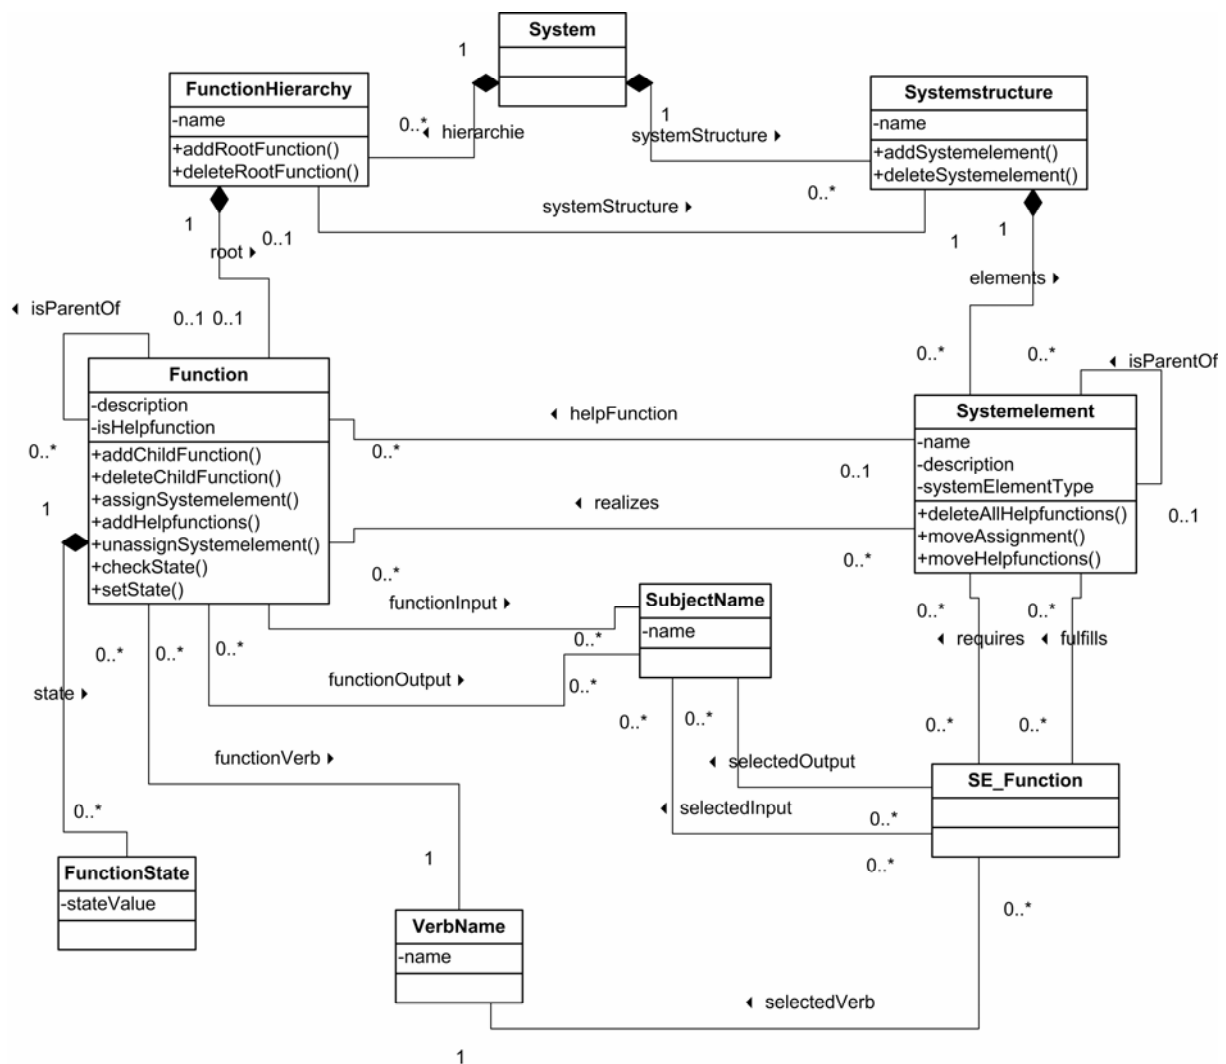 System
1
FunctionHierarchy
-name
+addRootFunction()
+deleteRootFunction()
0..*
◄ hierarchie
1
systemStructure ►
Systemstructure
-name
+addSystemelement()
+deleteSystemelement()
systemStructure ►
0..*
1
0..1
root ►
1
1
elements ►
◄ isParentOf
0..1
0..1
0..*
0..*
◄ isParentOf
Function
-description
-isHelpfunction
+addChildFunction()
+deleteChildFunction()
+assignSystemelement()
+addHelpfunctions()
+unassignSystemelement()
+checkState()
+setState()
0..*
1
◄ helpFunction
0..*
0..1
◄ realizes
0..*
0..*
Systemelement
-name
-description
-systemElementType
+deleteAllHelpfunctions()
+moveAssignment()
+moveHelpfunctions()
0..1
functionInput ►
SubjectName
-name
0..*
0..*
0..*
0..*
functionOutput ►
0..*
0..*
0..*
◄ requires
◄ fulfills
state ►
0..*
0..*
0..*
0..*
functionVerb ►
◄ selectedOutput
◄ selectedInput
SE_Function
0..*
0..*
0..*
1
FunctionState
-stateValue
VerbName
-name
0..*
◄ selectedVerb
1